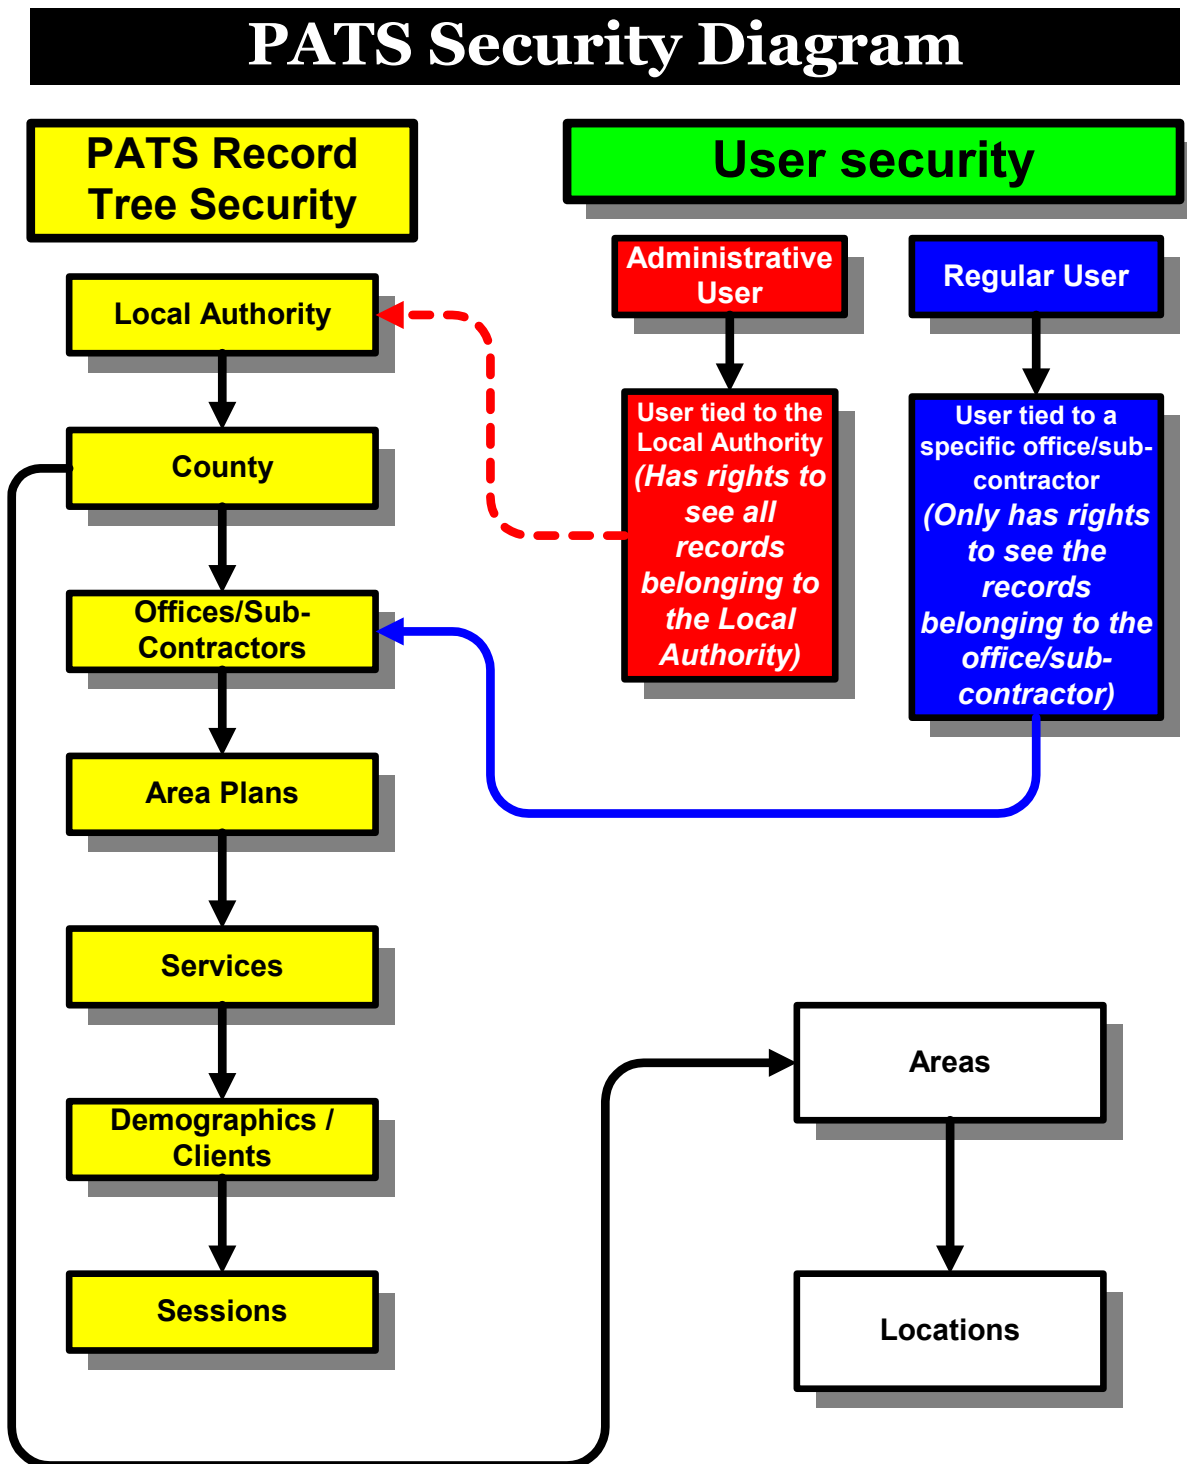 PATS Security Diagram
PATS Record
Tree Security
User security
Administrative
User
Regular User
Local Authority
County
Offices/Sub-
Contractors
Area Plans
Services
Demographics /
Clients
Sessions
User tied to the
Local Authority
(Has rights to
see all
records
belonging to
the Local
Authority)
User tied to a
specific office/sub-
contractor
(Only has rights
to see the
records
belonging to the
office/sub-
contractor)
Areas
Locations